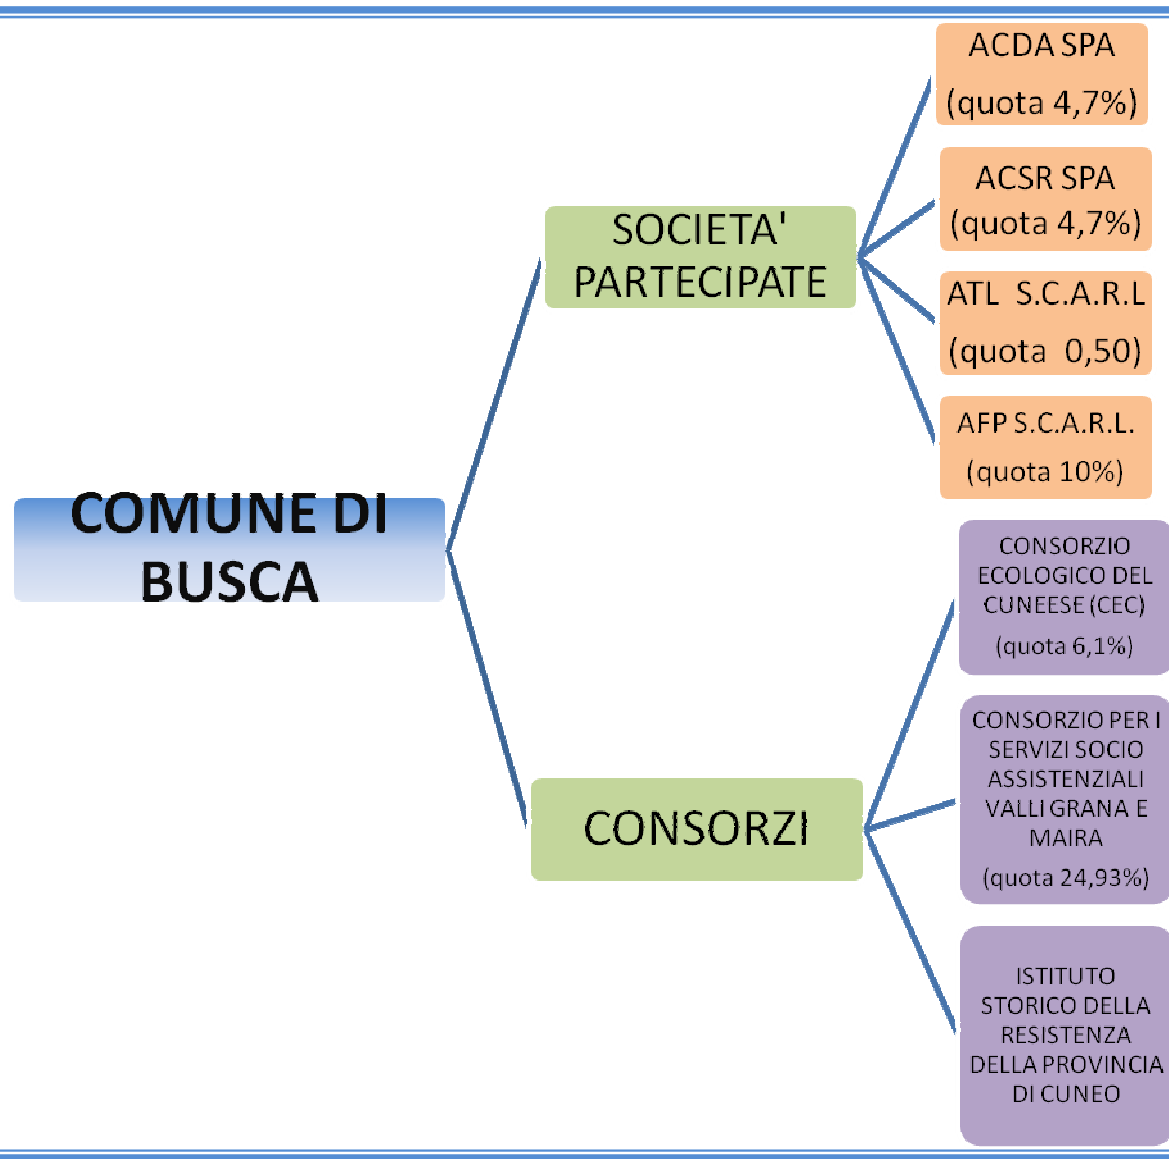 COMUNE DI
BUSCA
SOCIETA'
PARTECIPATE
ACDA SPA
(quota 4,7%)
ACSR SPA
(quota 4,7%)
ATL S.C.A.R.L
(quota 0,50)
AFP S.C.A.R.L.
(quota 10%)
CONSORZI
CONSORZIO
ECOLOGICO DEL
CUNEESE (CEC)
(quota 6,1%)
CONSORZIO PER I
SERVIZI SOCIO
ASSISTENZIALI
VALLI GRANA E
MAIRA
(quota 24,93%)
ISTITUTO
STORICO DELLA
RESISTENZA
DELLA PROVINCIA
DI CUNEO